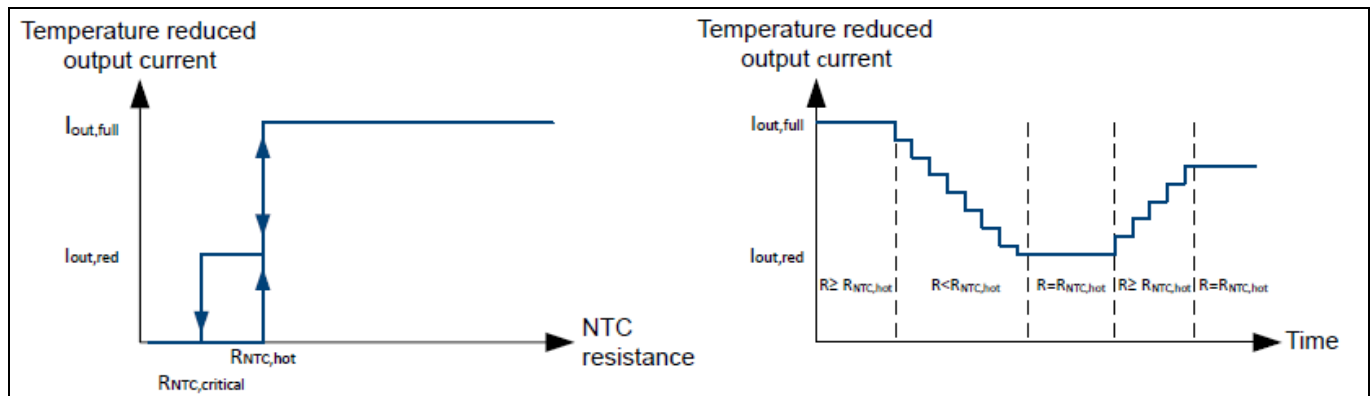 Temperature reduced
output current
Iout,full
Iout,red
RNTC,hot
RNTC,critical
NTC
resistance
Temperature reduced
output current
Iout,full
Iout,red
R≥ RNTC,hot
R<RNTC,hot
R=RNTC,hot
R≥ RNTC,hot
R=RNTC,hot
Time